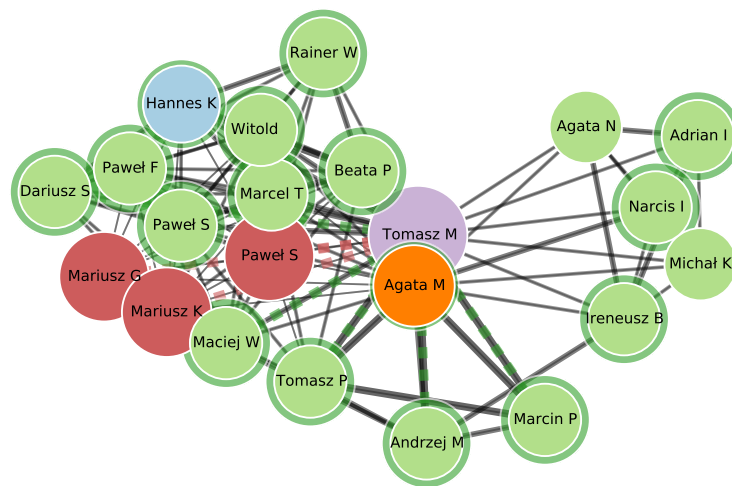 Rainer W
Hannes K
Witold
Agata N
Adrian I
Paweł F
Beata P
Dariusz S
Marcel T
Narcis I
Paweł S
Tomasz M
Paweł S
Michał K
Mariusz G
Agata M
Mariusz K
Ireneusz B
Maciej W
Tomasz P
Marcin P
Andrzej M